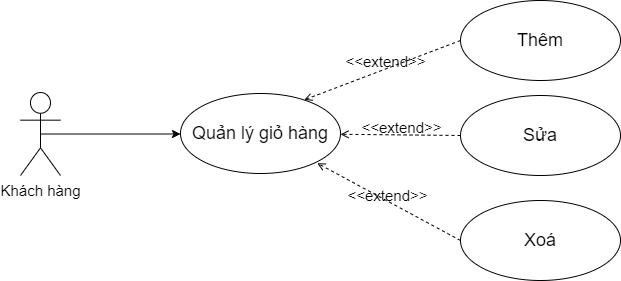 Thêm
<<extend>>
Quản lý giỏ hàng
<<extend>>
Sửa
Khách hàng
<<extend>>
Xoá